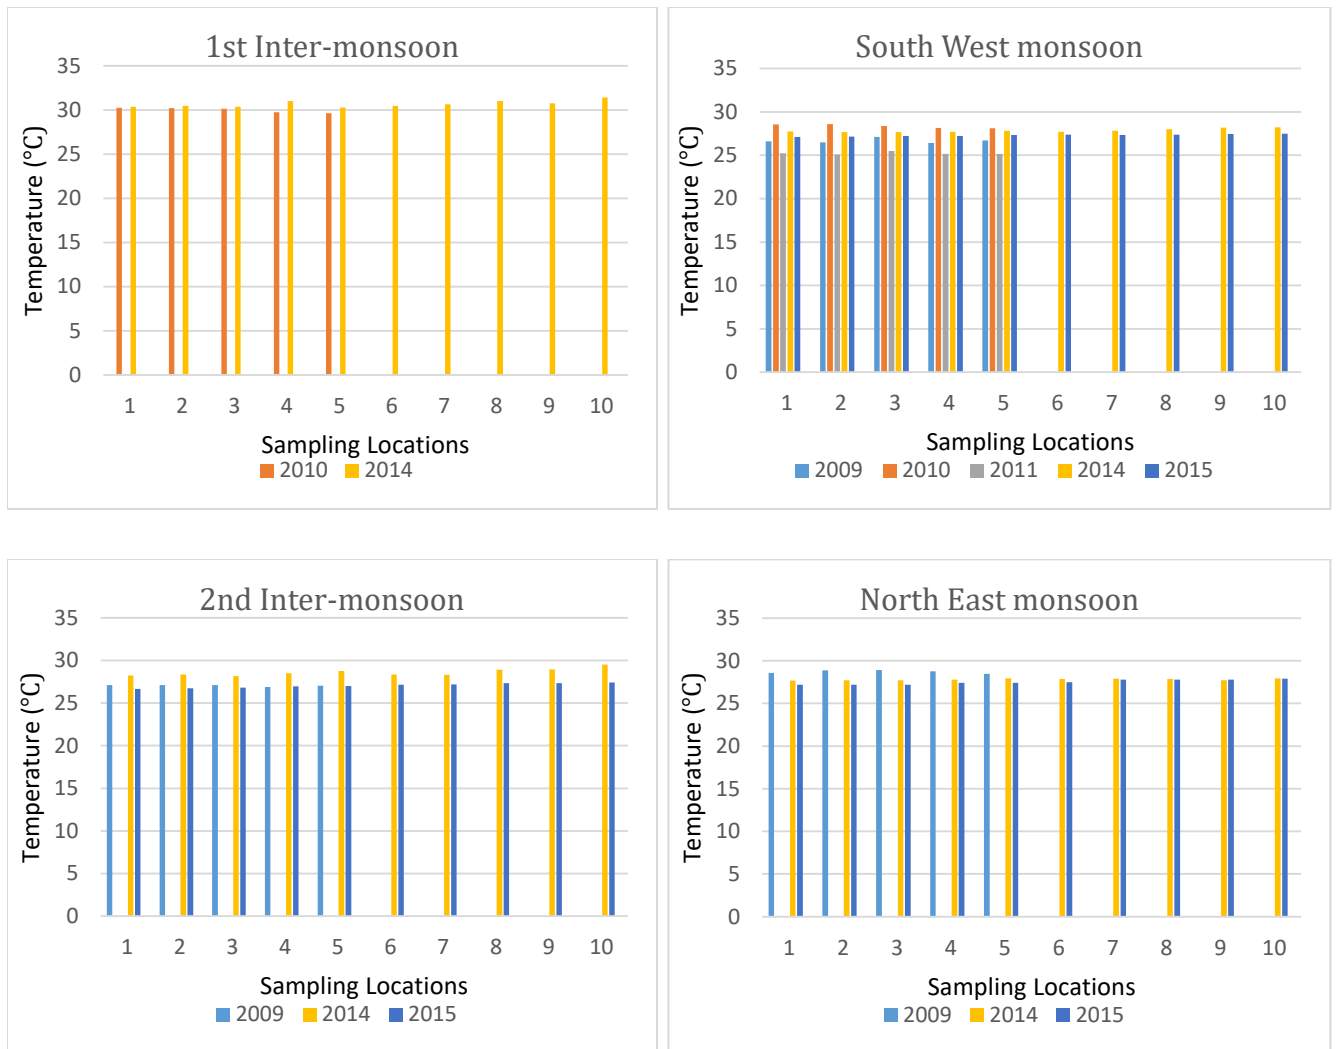 1st Inter-monsoon
35
30
25
20
15
10
5
0
Temperature (°C)
1 2 3 4 5 6 7 8 9 10
Sampling Locations
2010 2014
South West monsoon
35
30
25
20
15
10
5
0
Temperature (°C)
1 2 3 4 5 6 7 8 9 10
Sampling Locations
2009 2010 2011 2014 2015
2nd Inter-monsoon
35
30
25
20
15
10
5
0
Temperature (°C)
1 2 3 4 5 6 7 8 9 10
Sampling Locations
2009 2014 2015
North East monsoon
35
30
25
20
15
10
5
0
Temperature (°C)
1 2 3 4 5 6 7 8 9 10
Sampling Locations
2009 2014 2015